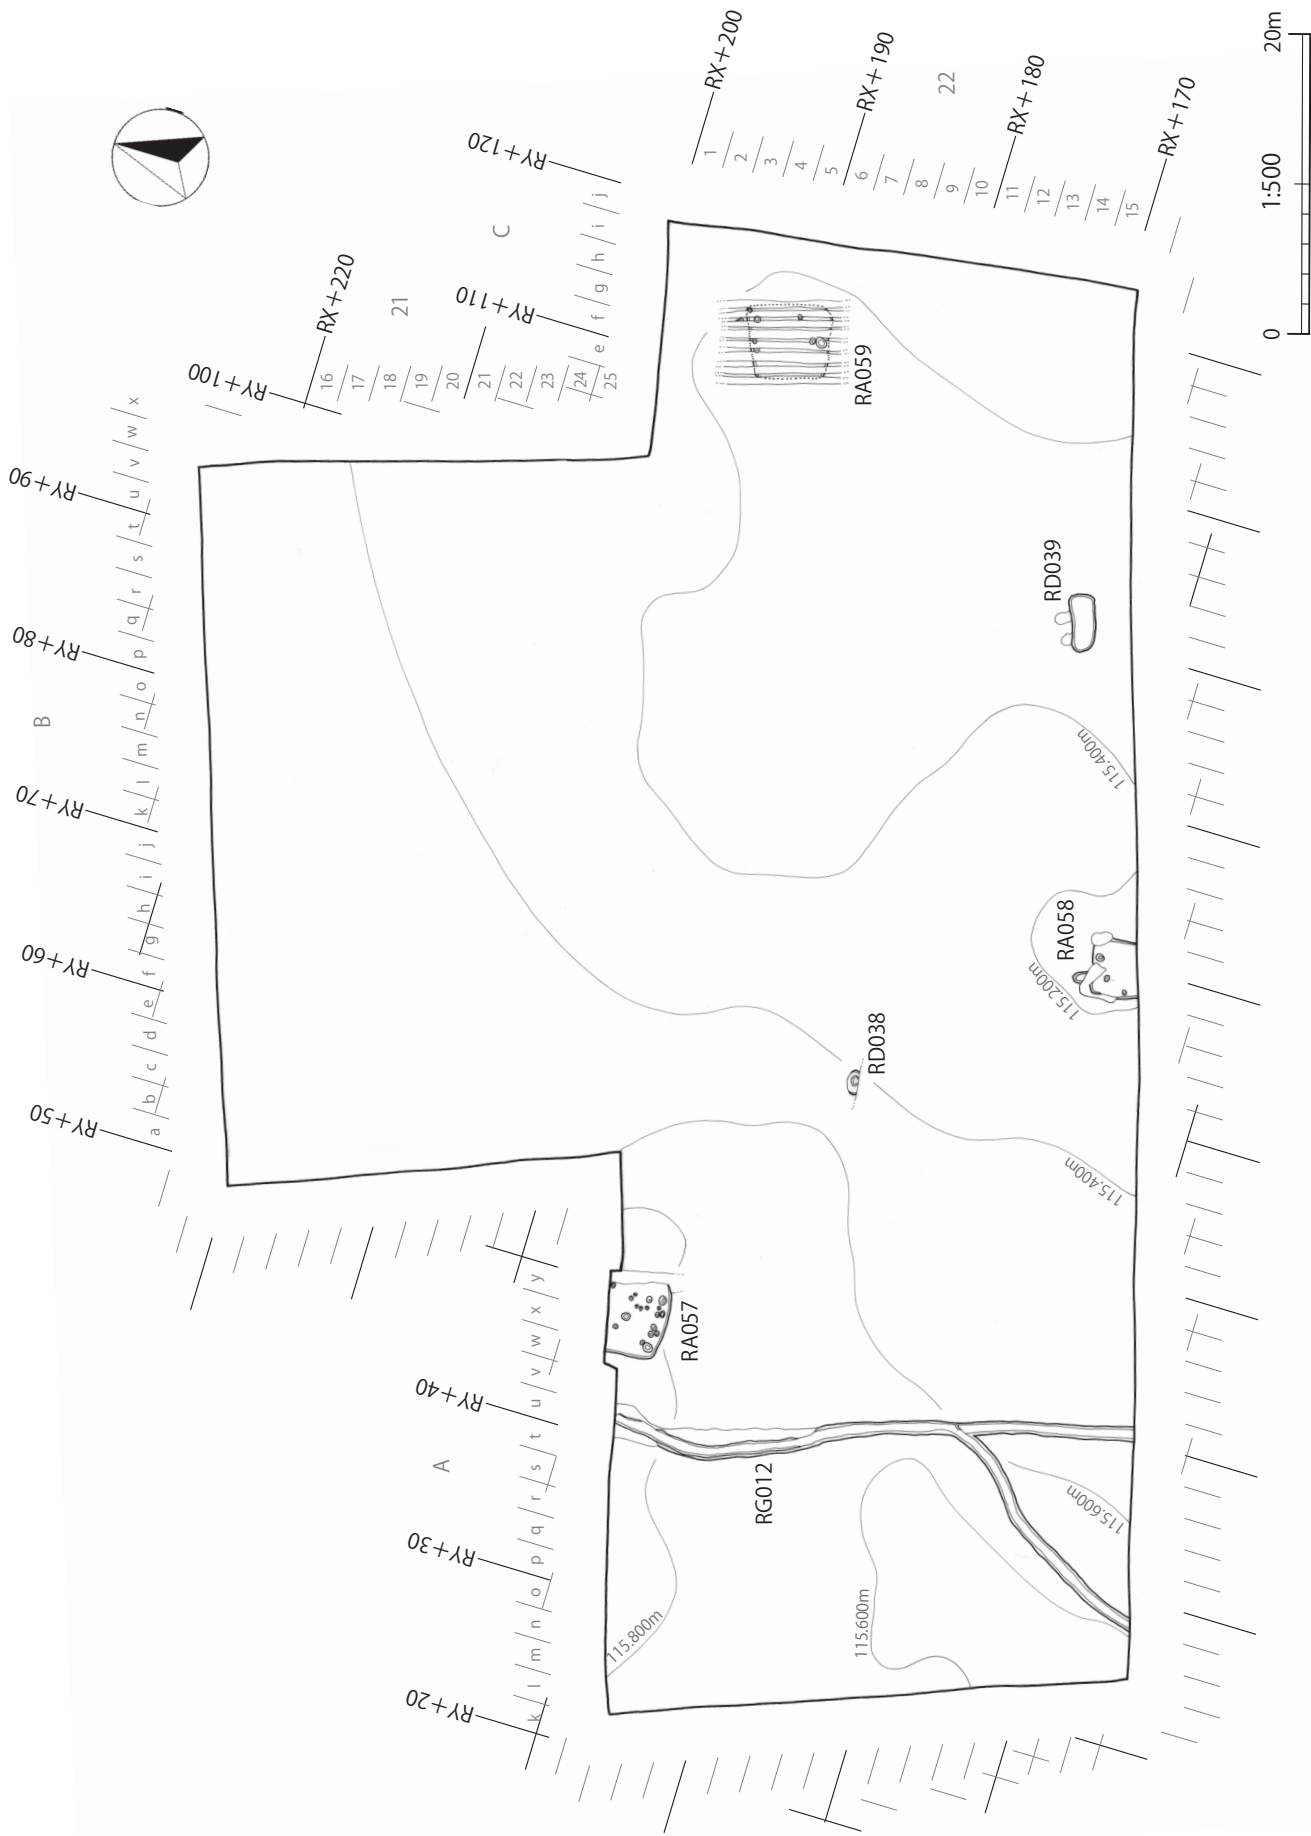 RX+200
RX+190
RX+180
RX+170
22
1
2
3
4
5
6
7
8
9
10
11
12
13
14
15
20m
1:500
0
RY+120
C
j
i
h
g
f
e
RY+110
21
RX+220
RY+100
16
17
18
19
20
21
22
23
24
25
x
w
v
u
t
s
r
q
p
o
n
m
l
k
j
i
h
g
f
e
d
c
b
a
RY+90
RY+80
B
RY+70
RY+60
RY+50
RA059
RD039
115.400m
RA058
115.200m
RD038
115.400m
RA057
RG012
115.600m
115.600m
115.800m
y
x
w
v
u
t
s
r
q
p
o
n
m
l
k
RY+40
A
RY+30
RY+20